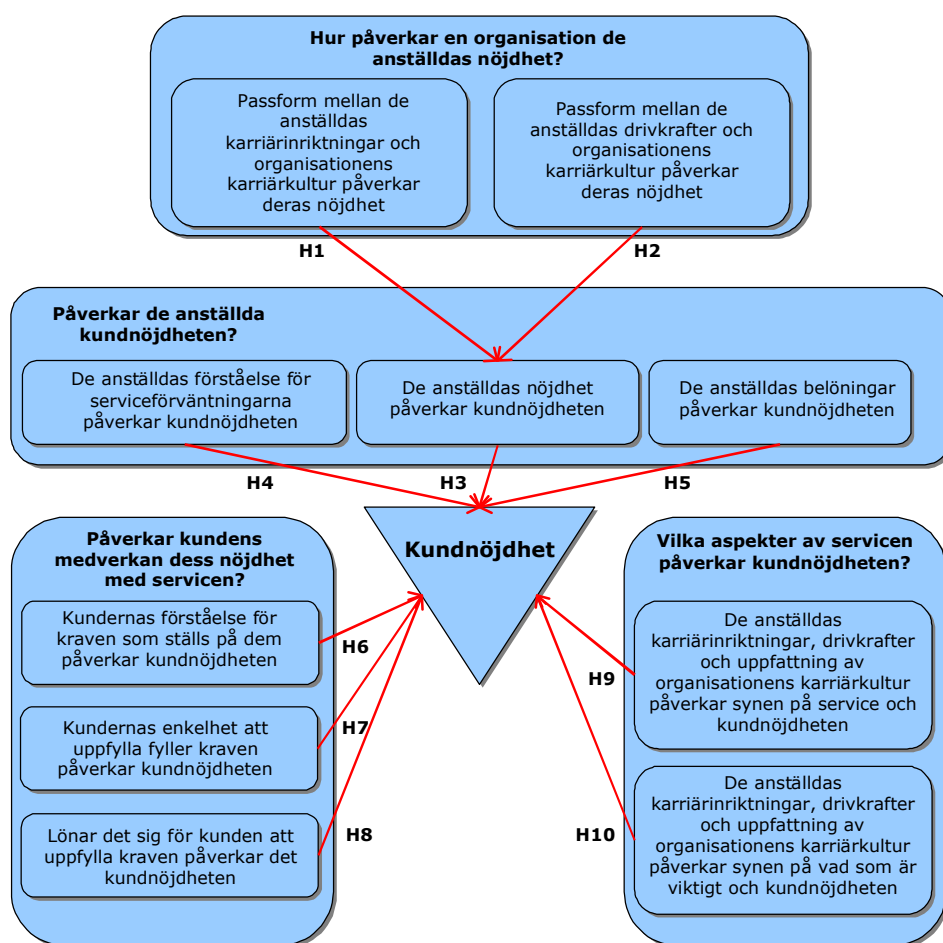 Hur påverkar en organisation de
anställdas nöjdhet?
Passform mellan de
anställdas
karriärinriktningar och
organisationens
karriärkultur påverkar
deras nöjdhet
Passform mellan de
anställdas drivkrafter och
organisationens
karriärkultur påverkar
deras nöjdhet
H1
H2
Påverkar de anställda
kundnöjdheten?
De anställdas förståelse för
serviceförväntningarna
påverkar kundnöjdheten
De anställdas nöjdhet
påverkar kundnöjdheten
De anställdas belöningar
påverkar kundnöjdheten
H4
H3
H5
Kundnöjdhet
Påverkar kundens
medverkan dess nöjdhet
med servicen?
Kundernas förståelse för
kraven som ställs på dem
påverkar kundnöjdheten
H6
Kundernas enkelhet att
uppfylla fyller kraven
påverkar kundnöjdheten
H7
Lönar det sig för kunden att
uppfylla kraven påverkar det
kundnöjdheten
H8
Vilka aspekter av servicen
påverkar kundnöjdheten?
De anställdas
karriärinriktningar, drivkrafter
och uppfattning av
organisationens karriärkultur
påverkar synen på service och
kundnöjdheten
H9
De anställdas
karriärinriktningar, drivkrafter
och uppfattning av
organisationens karriärkultur
påverkar synen på vad som är
viktigt och kundnöjdheten
H10